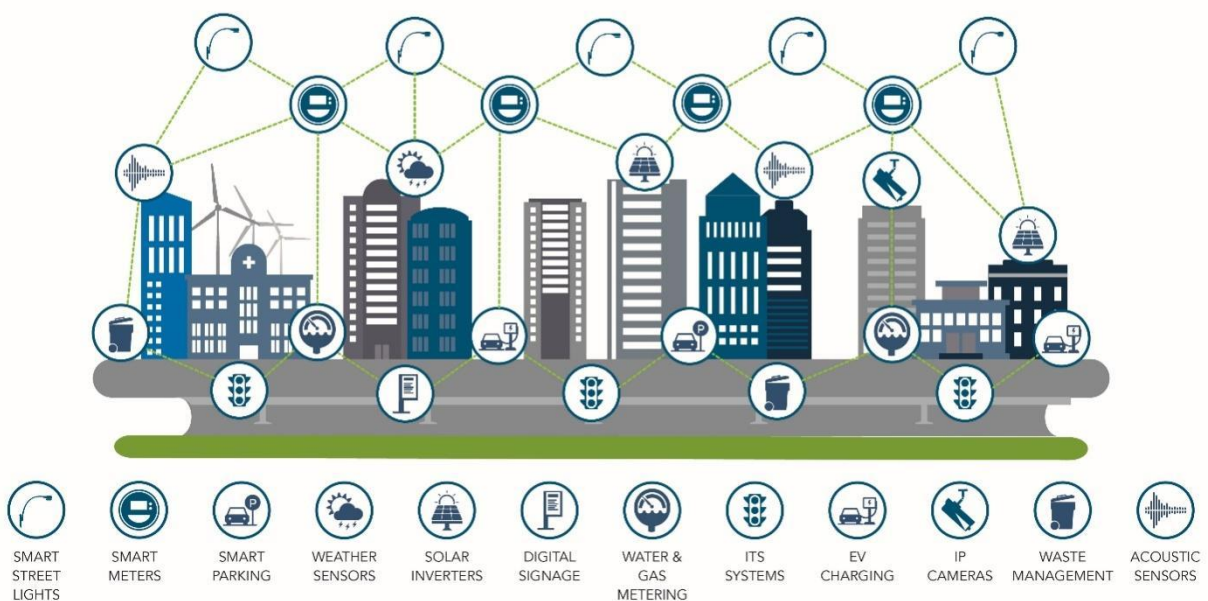 SMART
STREET
LIGHTS
SMART
METERS
P
SMART
PARKING
WEATHER
SENSORS
SOLAR
INVERTERS
DIGITAL
SIGNAGE
WATER &
GAS
METERING
ITS
SYSTEMS
EV
CHARGING
IP
CAMERAS
WASTE
MANAGEMENT
ACOUSTIC
SENSORS